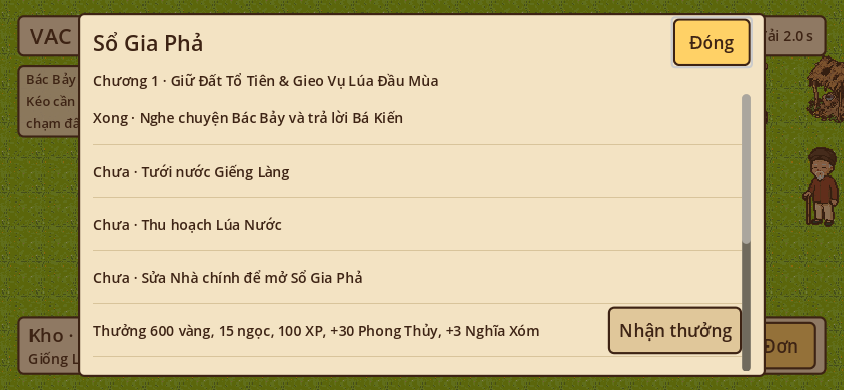 VAC
Sổ Gia Phả
Đóng
2.0 s
Bác Bảy
Kéo cần
chạm đã
Chương 1 · Giữ Đất Tổ Tiên & Gieo Vụ Lúa Đầu Mùa
Xong · Nghe chuyện Bác Bảy và trả lời Bá Kiến
Chưa · Tưới nước Giếng Làng
Chưa · Thu hoạch Lúa Nước
Chưa · Sửa Nhà chính để mở Sổ Gia Phả
Thưởng 600 vàng, 15 ngọc, 100 XP, +30 Phong Thủy, +3 Nghĩa Xóm
Nhận thưởng
Kho ·
Giống
Đơn